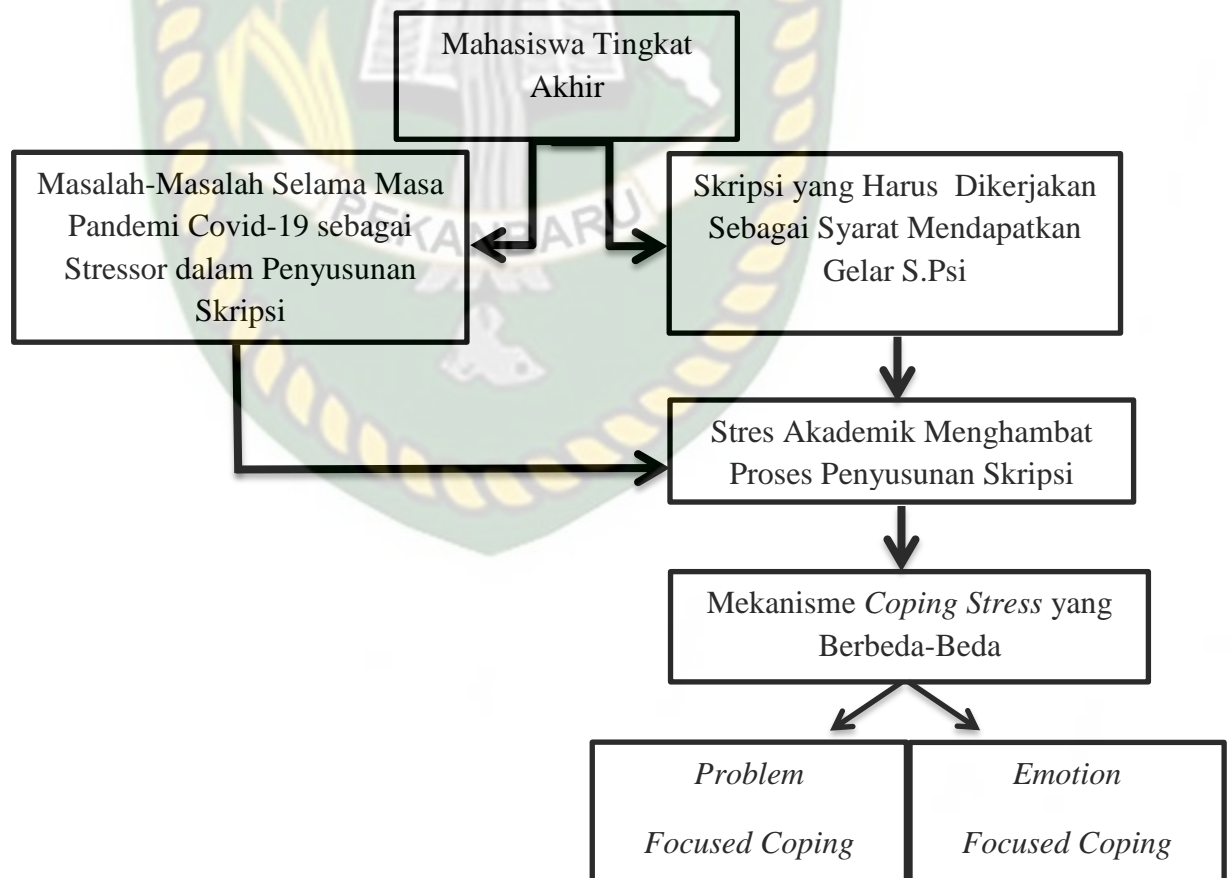 Mahasiswa Tingkat
Akhir
Masalah-Masalah Selama Masa
Pandemi Covid-19 sebagai
Stressor dalam Penyusunan
Skripsi
Skripsi yang Harus Dikerjakan
Sebagai Syarat Mendapatkan
Gelar S.Psi
PEKANBARU
Stres Akademik Menghambat
Proses Penyusunan Skripsi
Mekanisme Coping Stress yang
Berbeda-Beda
Problem
Focused Coping
Emotion
Focused Coping